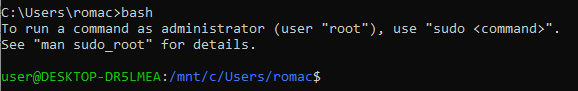 C:\Users\romac>bash
To run a command as administrator (user "root"), use "sudo <command>".
See "man sudo_root" for details.
user@DESKTOP-DR5LMEA:/mnt/c/Users/romac$